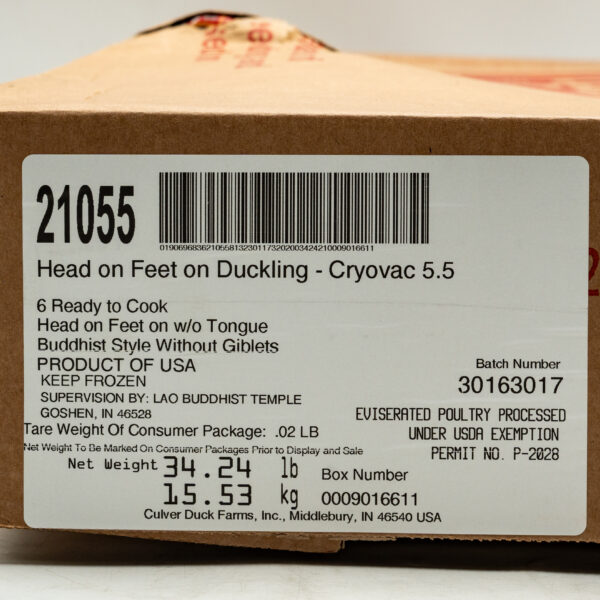 21055
019069683621055813230117320200342421000901 6611
Head on Feet on Duckling - Cryovac 5.5
6 Ready to Cook
Head on Feet on w/o Tongue
Buddhist Style Without Giblets
PRODUCT OF USA
KEEP FROZEN
SUPERVISION BY: LAO BUDDHIST TEMPLE
GOSHEN, IN 46528
Tare Weight Of Consumer Package: .02 LB
Net Weight To Be Marked On Consumer Packages Prior to Display and Sale
Net Weight 34.24 lb
15.53 kg
Batch Number
30163017
EVISERATED POULTRY PROCESSED
UNDER USDA EXEMPTION
PERMIT NO. P-2028
Box Number
0009016611
Culver Duck Farms, Inc., Middlebury, IN 46540 USA